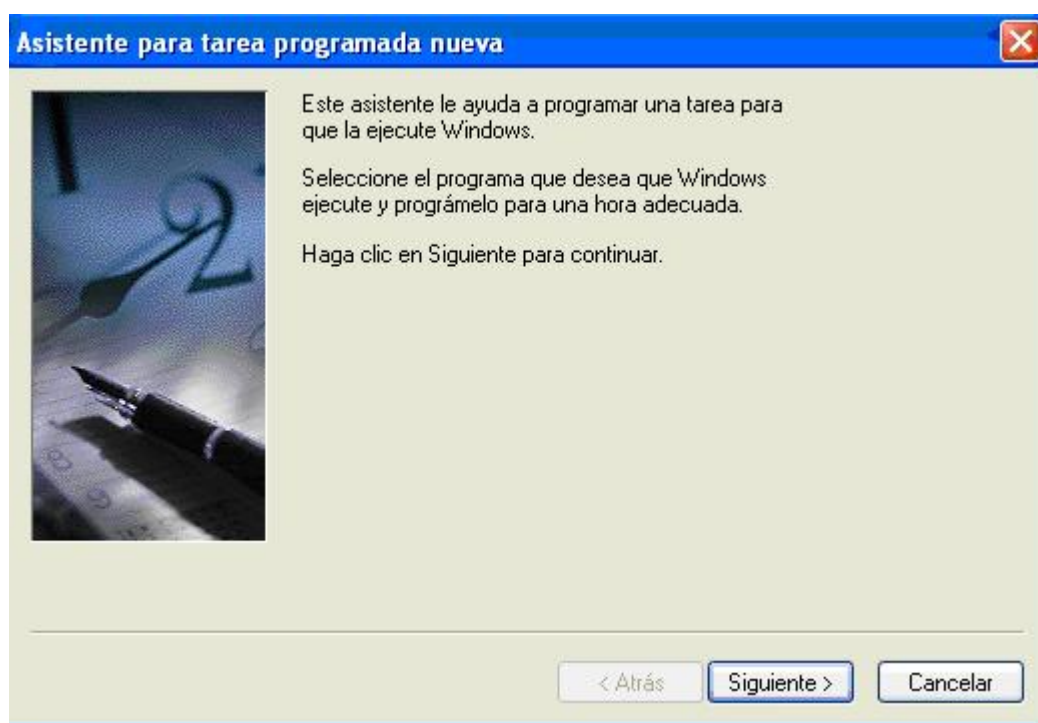 Asistente para tarea programada nueva
Este asistente le ayuda a programar una tarea para
que la ejecute Windows.
Seleccione el programa que desea que Windows
ejecute y prográmelo para una hora adecuada.
Haga clic en Siguiente para continuar.
< Atrás
Siguiente >
Cancelar